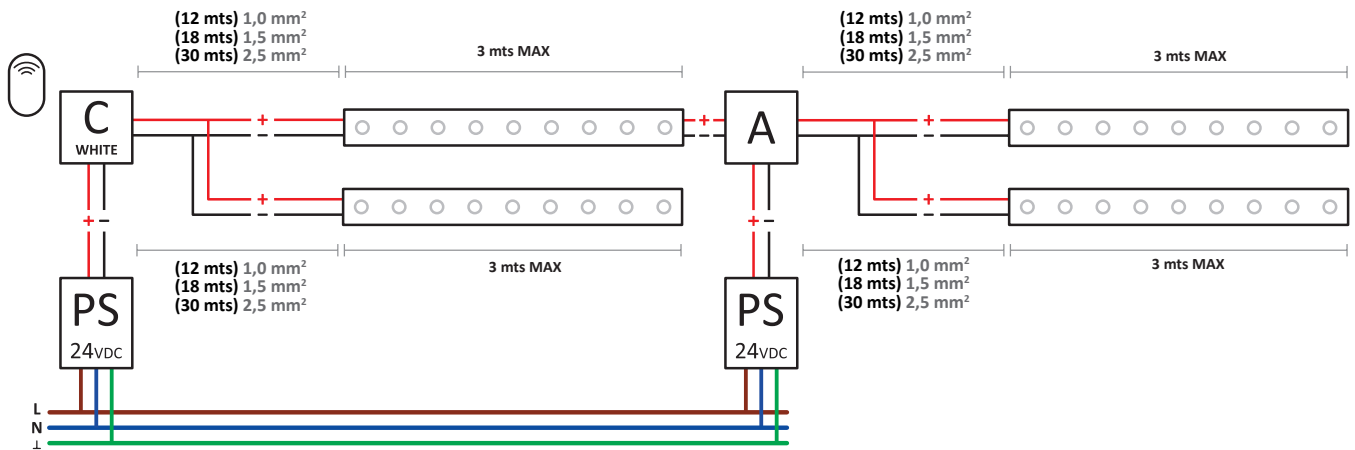 (12 mts) 1,0 mm²
(18 mts) 1,5 mm²
(30 mts) 2,5 mm²
3 mts MAX
(12 mts) 1,0 mm²
(18 mts) 1,5 mm²
(30 mts) 2,5 mm²
3 mts MAX
C
WHITE
+
−
+
−
A
+
−
+
−
+
−
+
−
+
−
(12 mts) 1,0 mm²
(18 mts) 1,5 mm²
(30 mts) 2,5 mm²
3 mts MAX
(12 mts) 1,0 mm²
(18 mts) 1,5 mm²
(30 mts) 2,5 mm²
3 mts MAX
PS
24VDC
PS
24VDC
L
N
⊥